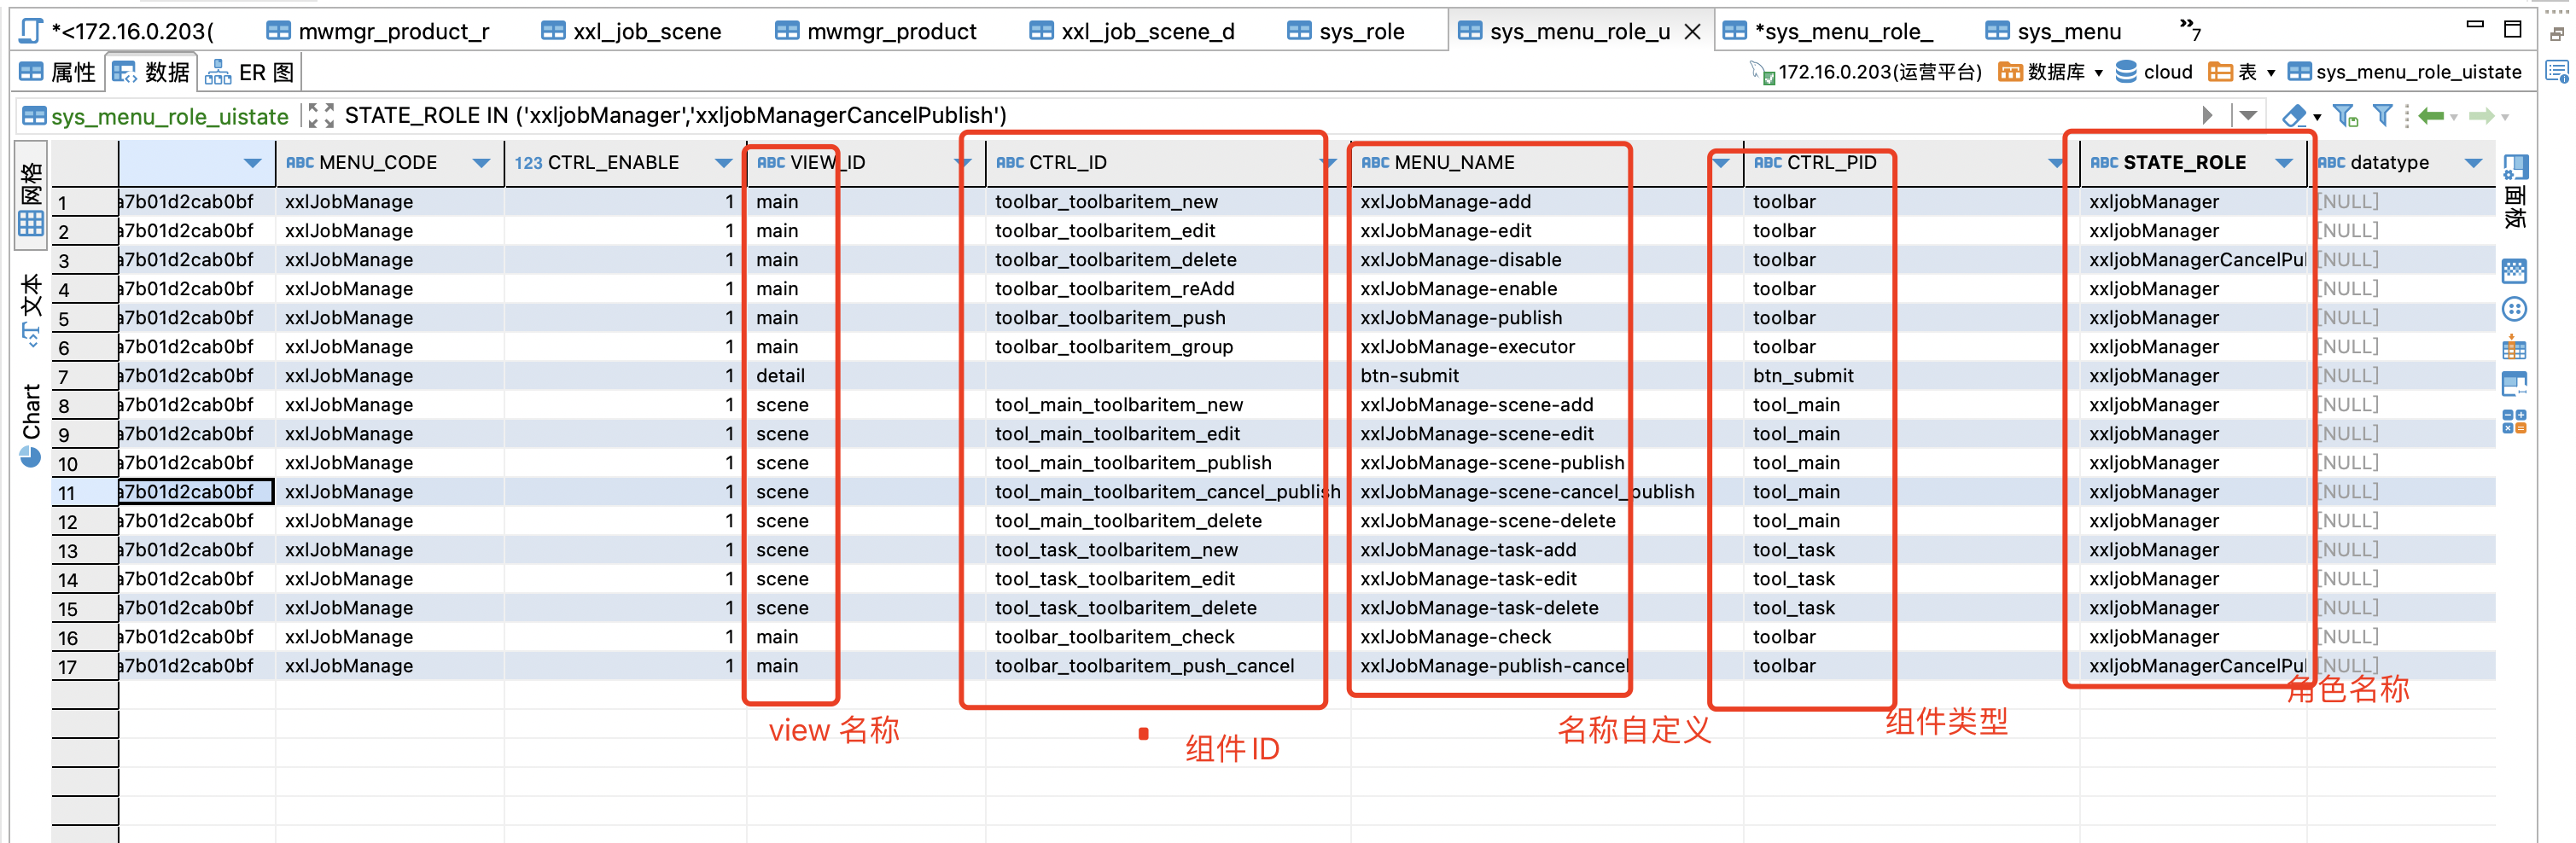 *<172.16.0.203( mwmgr_product_r xxl_job_scene mwmgr_product xxl_job_scene_d sys_role sys_menu_role_u *sys_menu_role_ sys_menu »7
属性 数据 ER 图 172.16.0.203(运营平台) 数据库 cloud 表 sys_menu_role_uistate
sys_menu_role_uistate STATE_ROLE IN ('xxljobManager','xxljobManagerCancelPublish')
ABC MENU_CODE 123 CTRL_ENABLE ABC VIEW_ID ABC CTRL_ID ABC MENU_NAME ABC CTRL_PID ABC STATE_ROLE ABC datatype
1 a7b01d2cab0bf xxlJobManage 1 main toolbar_toolbaritem_new xxlJobManage-add toolbar xxljobManager [NULL]
2 a7b01d2cab0bf xxlJobManage 1 main toolbar_toolbaritem_edit xxlJobManage-edit toolbar xxljobManager [NULL]
3 a7b01d2cab0bf xxlJobManage 1 main toolbar_toolbaritem_delete xxlJobManage-disable toolbar xxljobManagerCancelPul [NULL]
4 a7b01d2cab0bf xxlJobManage 1 main toolbar_toolbaritem_reAdd xxlJobManage-enable toolbar xxljobManager [NULL]
5 a7b01d2cab0bf xxlJobManage 1 main toolbar_toolbaritem_push xxlJobManage-publish toolbar xxljobManager [NULL]
6 a7b01d2cab0bf xxlJobManage 1 main toolbar_toolbaritem_group xxlJobManage-executor toolbar xxljobManager [NULL]
7 a7b01d2cab0bf xxlJobManage 1 detail btn-submit btn_submit xxljobManager [NULL]
8 a7b01d2cab0bf xxlJobManage 1 scene tool_main_toolbaritem_new xxlJobManage-scene-add tool_main xxljobManager [NULL]
9 a7b01d2cab0bf xxlJobManage 1 scene tool_main_toolbaritem_edit xxlJobManage-scene-edit tool_main xxljobManager [NULL]
10 a7b01d2cab0bf xxlJobManage 1 scene tool_main_toolbaritem_publish xxlJobManage-scene-publish tool_main xxljobManager [NULL]
11 a7b01d2cab0bf xxlJobManage 1 scene tool_main_toolbaritem_cancel_publish xxlJobManage-scene-cancel_publish tool_main xxljobManager [NULL]
12 a7b01d2cab0bf xxlJobManage 1 scene tool_main_toolbaritem_delete xxlJobManage-scene-delete tool_main xxljobManager [NULL]
13 a7b01d2cab0bf xxlJobManage 1 scene tool_task_toolbaritem_new xxlJobManage-task-add tool_task xxljobManager [NULL]
14 a7b01d2cab0bf xxlJobManage 1 scene tool_task_toolbaritem_edit xxlJobManage-task-edit tool_task xxljobManager [NULL]
15 a7b01d2cab0bf xxlJobManage 1 scene tool_task_toolbaritem_delete xxlJobManage-task-delete tool_task xxljobManager [NULL]
16 a7b01d2cab0bf xxlJobManage 1 main toolbar_toolbaritem_check xxlJobManage-check toolbar xxljobManager [NULL]
17 a7b01d2cab0bf xxlJobManage 1 main toolbar_toolbaritem_push_cancel xxlJobManage-publish-cancel toolbar xxljobManagerCancelPul [NULL]
网格
文本
Chart
面板
角色名称
view 名称
组件ID
名称自定义
组件类型